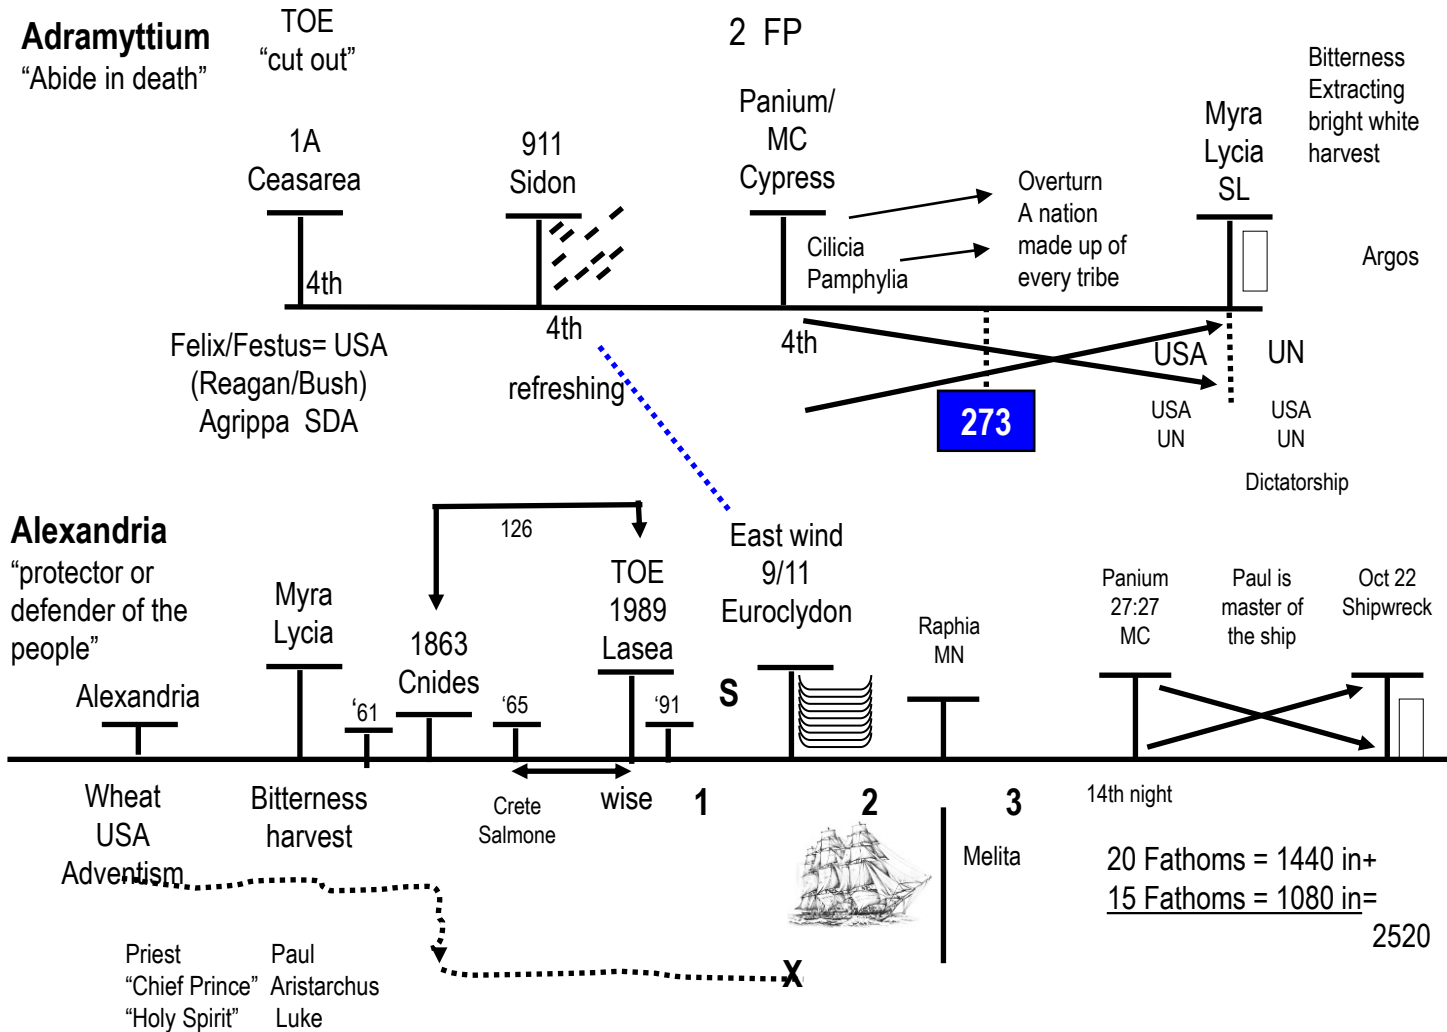 Adramyttium
“Abide in death”
TOE
“cut out”
2 FP
Bitterness
Extracting
bright white
harvest
1A
Ceasarea
911
Sidon
Panium/
MC
Cypress
Myra
Lycia
SL
Overturn
A nation
made up of
every tribe
Cilicia
Pamphylia
Argos
4th
4th
4th
Felix/Festus= USA
(Reagan/Bush)
Agrippa SDA
refreshing
273
USA
UN
USA
UN
USA
UN
Dictatorship
Alexandria
“protector or
defender of the
people”
126
East wind
9/11
Euroclydon
TOE
1989
Lasea
Myra
Lycia
1863
Cnides
Alexandria
‘61
‘65
‘91
S
Raphia
MN
Panium
27:27
MC
Paul is
master of
the ship
Oct 22
Shipwreck
Wheat
USA
Adventism
Bitterness
harvest
Crete
Salmone
wise
1
2
3
14th night
Melita
20 Fathoms = 1440 in+
15 Fathoms = 1080 in=
2520
Priest Paul
“Chief Prince” Aristarchus
“Holy Spirit” Luke
X